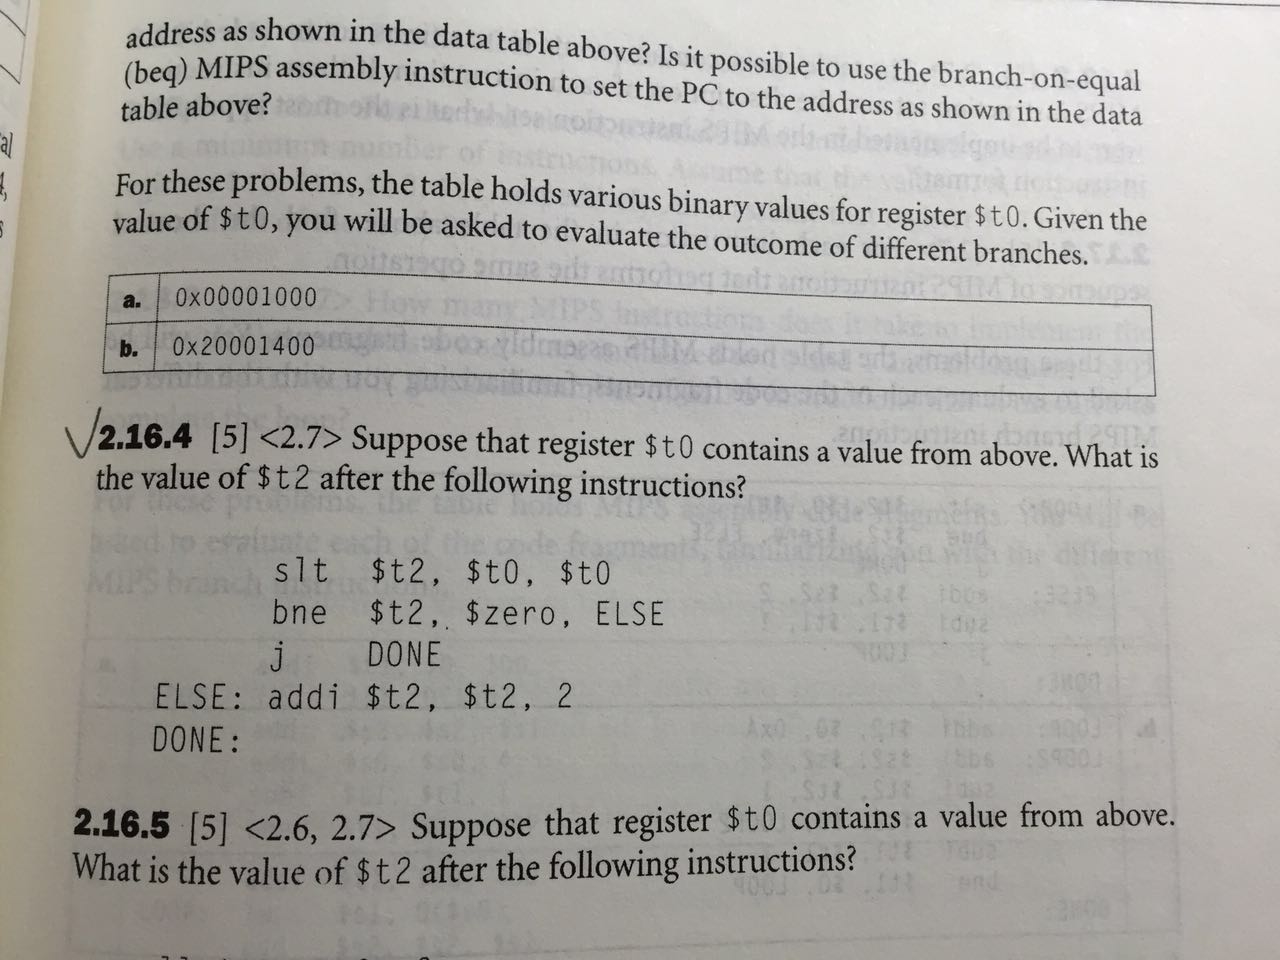 address as shown in the data table above? Is it possible to use the branch-on-equal
(beq) MIPS assembly instruction to set the PC to the address as shown in the data
table above?
For these problems, the table holds various binary values for register $t0. Given the
value of $t0, you will be asked to evaluate the outcome of different branches.
a. 0x00001000
b. 0x20001400
2.16.4 [5] <2.7> Suppose that register $t0 contains a value from above. What is
the value of $t2 after the following instructions?
slt $t2, $t0, $t0
bne $t2, $zero, ELSE
j DONE
ELSE: addi $t2, $t2, 2
DONE:
2.16.5 [5] <2.6, 2.7> Suppose that register $t0 contains a value from above.
What is the value of $t2 after the following instructions?